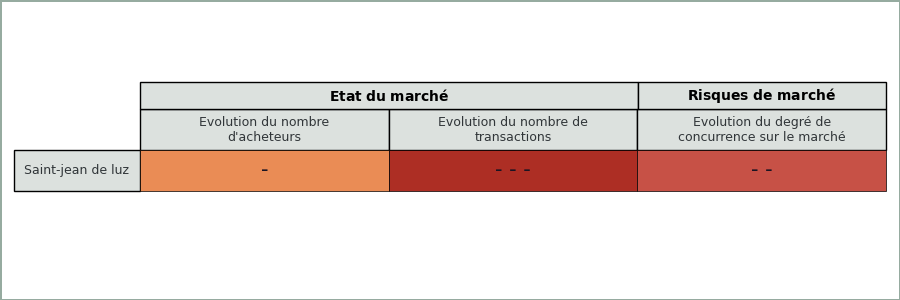 Etat du marché
Risques de marché
Evolution du nombre
d'acheteurs
Evolution du nombre de
transactions
Evolution du degré de
concurrence sur le marché
Saint-jean de luz
–
– – –
– –